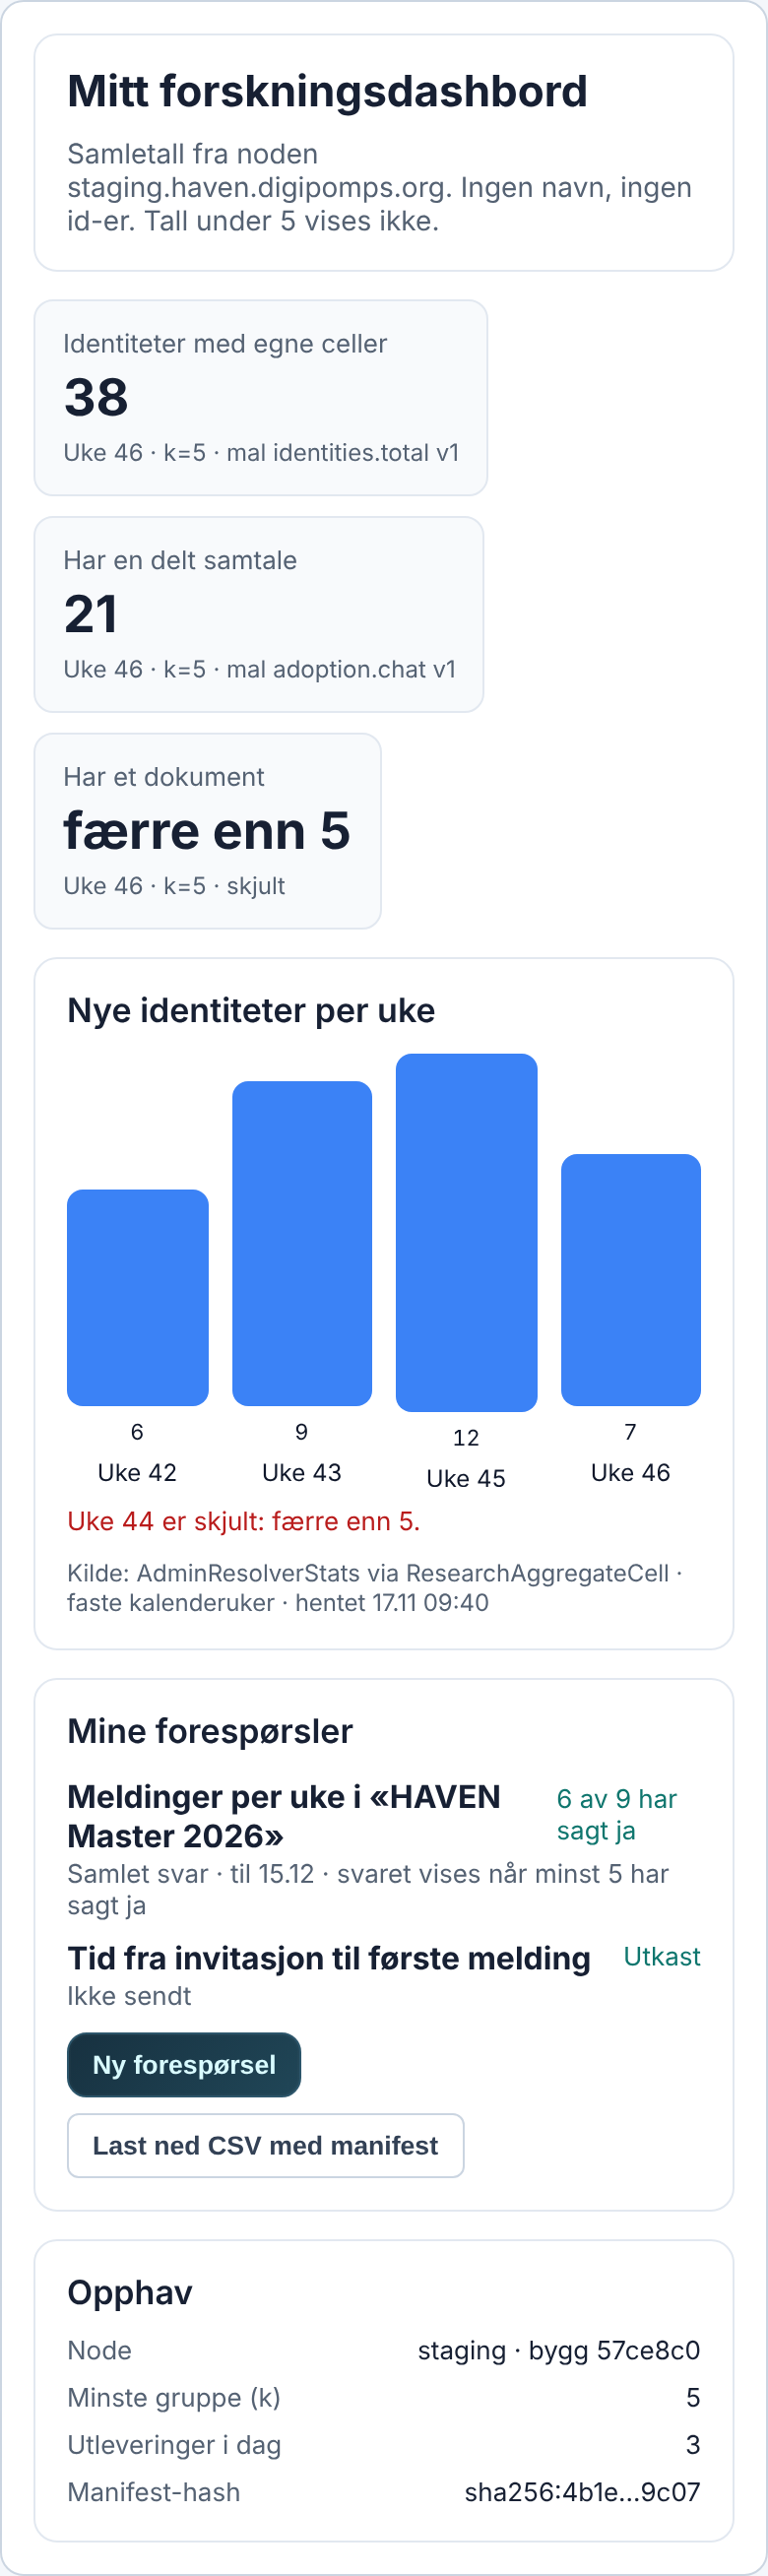 Mitt forskningsdashbord
Samletall fra noden
staging.haven.digipomps.org. Ingen navn, ingen
id-er. Tall under 5 vises ikke.
Identiteter med egne celler
38
Uke 46 · k=5 · mal identities.total v1
Har en delt samtale
21
Uke 46 · k=5 · mal adoption.chat v1
Har et dokument
færre enn 5
Uke 46 · k=5 · skjult
Nye identiteter per uke
6
Uke 42
9
Uke 43
12
Uke 45
7
Uke 46
Uke 44 er skjult: færre enn 5.
Kilde: AdminResolverStats via ResearchAggregateCell ·
faste kalenderuker · hentet 17.11 09:40
Mine forespørsler
Meldinger per uke i «HAVEN
Master 2026»
6 av 9 har
sagt ja
Samlet svar · til 15.12 · svaret vises når minst 5 har
sagt ja
Tid fra invitasjon til første melding Utkast
Ikke sendt
Ny forespørsel
Last ned CSV med manifest
Opphav
Node staging · bygg 57ce8c0
Minste gruppe (k) 5
Utleveringer i dag 3
Manifest-hash sha256:4b1e…9c07